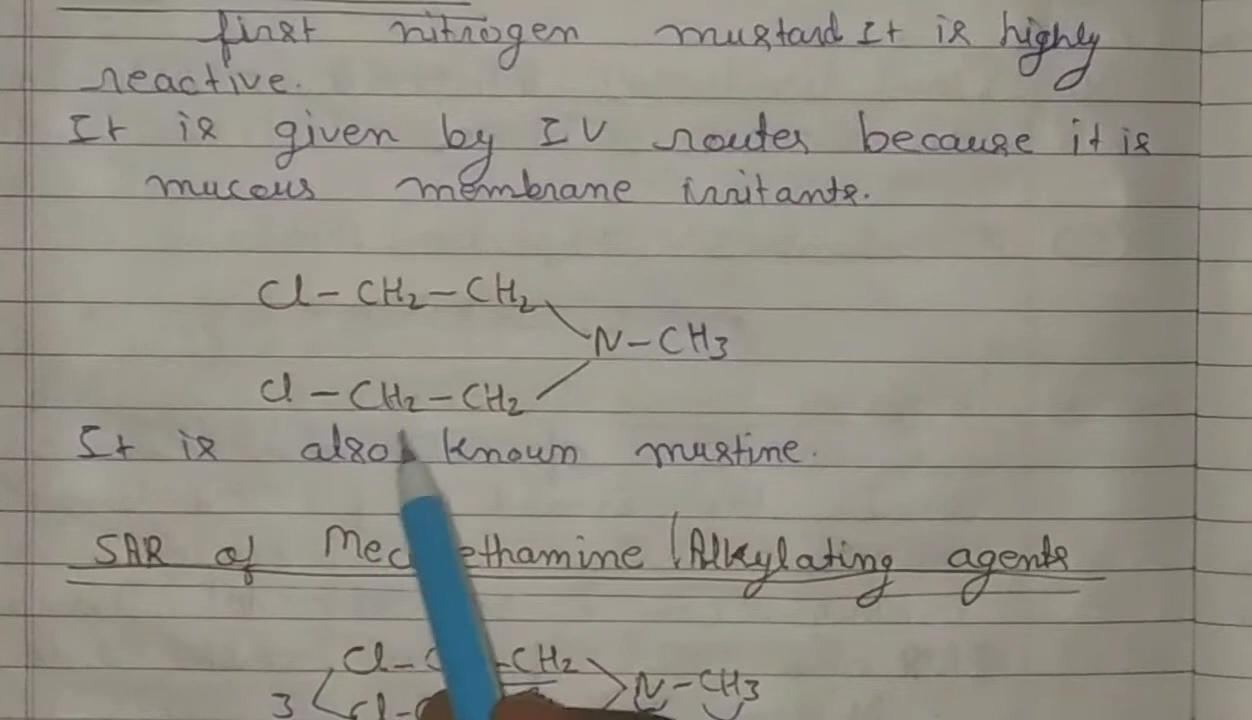 first nitrogen mustard It is highly
reactive.
It is given by IV routes because it is
mucous membrane irritants.
Cl-CH₂-CH₂
N-CH₃
Cl-CH₂-CH₂
It is also known mustine.
SAR of ethamine (Alkylating agents
Cl- -CH₂
N-CH₃
3 Cl-